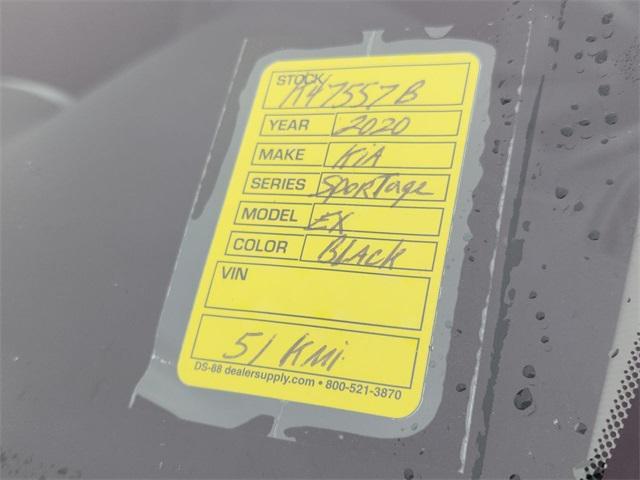 STOCK M47557B
YEAR 2020
MAKE KIA
SERIES SPORTage
MODEL EX
COLOR BLACK
VIN
51 KMi
DS-88 dealersupply.com • 800-521-3870